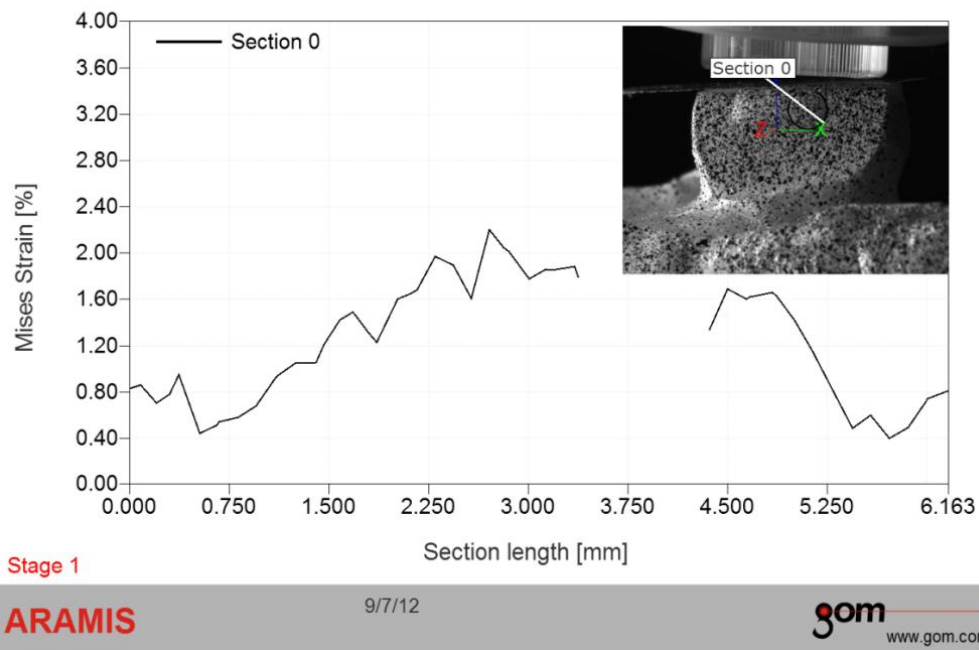 4.00
Section 0
3.60
Section 0
3.20
Z
X
2.80
2.40
2.00
1.60
1.20
0.80
0.40
0.00
Mises Strain [%]
0.000 0.750 1.500 2.250 3.000 3.750 4.500 5.250 6.163
Section length [mm]
Stage 1
9/7/12
ARAMIS
gom
www.gom.com